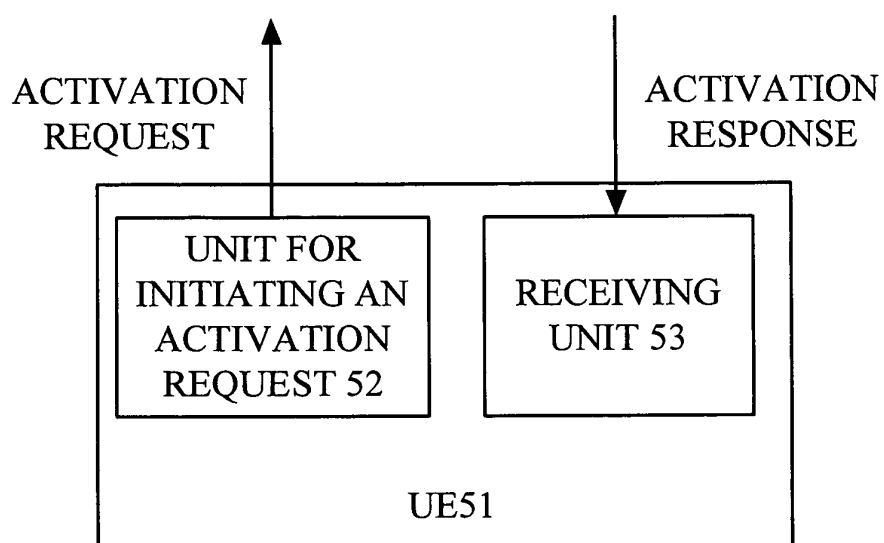 ACTIVATION
REQUEST
ACTIVATION
RESPONSE
UNIT FOR
INITIATING AN
ACTIVATION
REQUEST 52
RECEIVING
UNIT 53
UE51